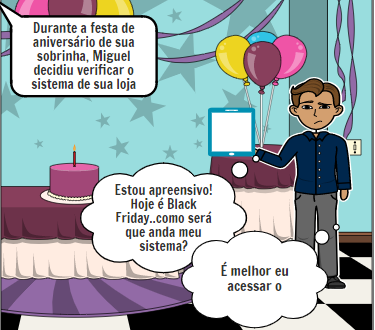 Durante a festa de
aniversário de sua
sobrinha, Miguel
decidiu verificar o
sistema de sua loja
Estou apreensivo!
Hoje é Black
Friday..como será
que anda meu
sistema?
É melhor eu
acessar o